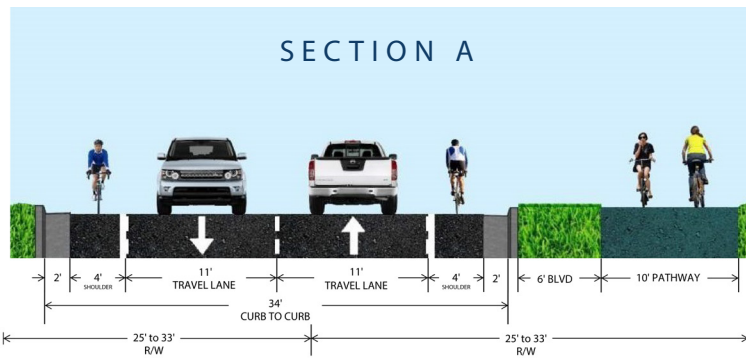 SECTION A
2'
4'
SHOULDER
11'
TRAVEL LANE
11'
TRAVEL LANE
4'
SHOULDER
2'
6' BLVD
10' PATHWAY
34'
CURB TO CURB
25' to 33'
R/W
25' to 33'
R/W